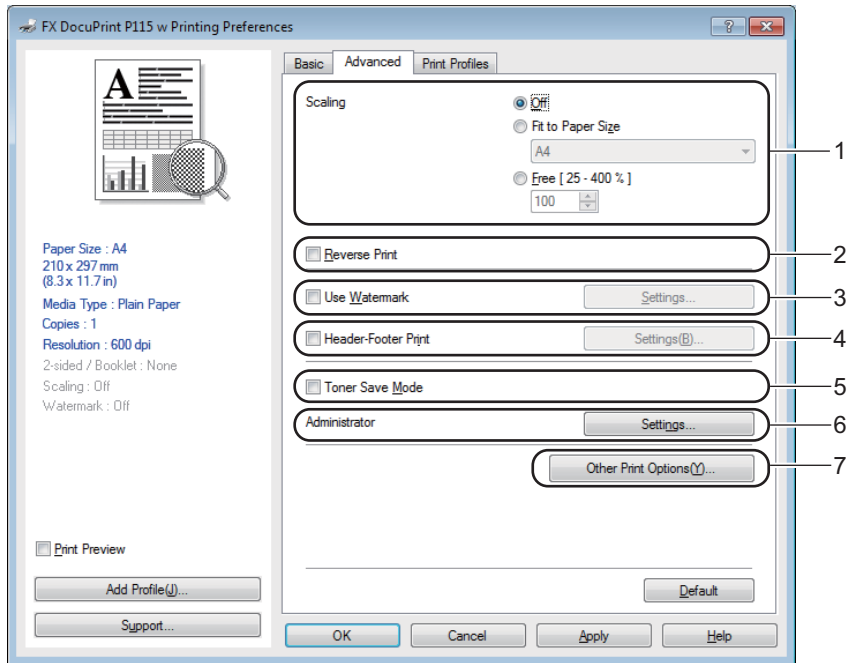 FX DocuPrint P115 w Printing Preferences
?
A
Paper Size : A4
210 x 297 mm
(8.3 x 11.7 in)
Media Type : Plain Paper
Copies : 1
Resolution : 600 dpi
2-sided / Booklet : None
Scaling : Off
Watermark : Off
Print Preview
Add Profile(J)...
Support...
Basic
Advanced
Print Profiles
Scaling
Off
Fit to Paper Size
A4
Free [ 25 - 400 % ]
100
1
Reverse Print
2
Use Watermark
Settings...
3
Header-Footer Print
Settings(B)...
4
Toner Save Mode
5
Administrator
Settings...
6
Other Print Options(Y)...
7
Default
OK
Cancel
Apply
Help